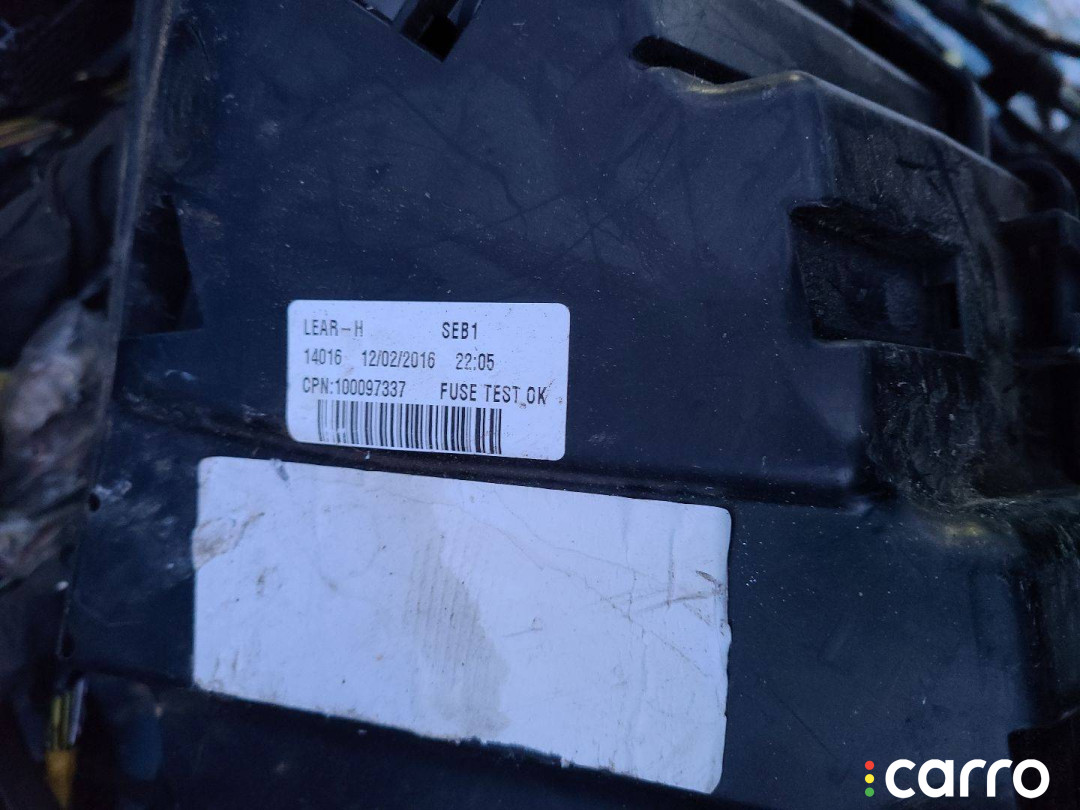 LEAR-H SEB1
14016 12/02/2016 22:05
CPN:100097337 FUSE TEST OK
carro